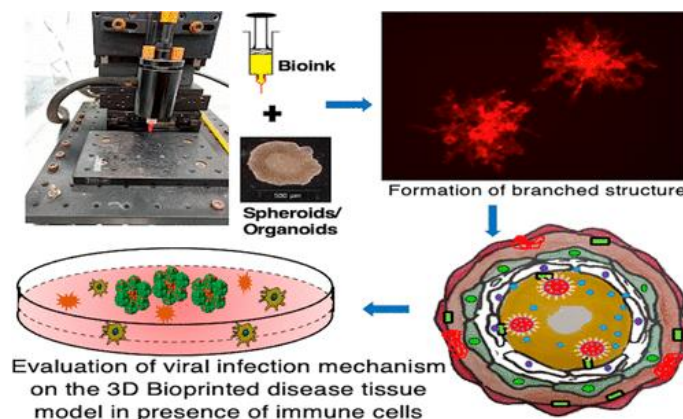 Bioink
+
500 µm
Spheroids/
Organoids
Formation of branched structure
Evaluation of viral infection mechanism
on the 3D Bioprinted disease tissue
model in presence of immune cells